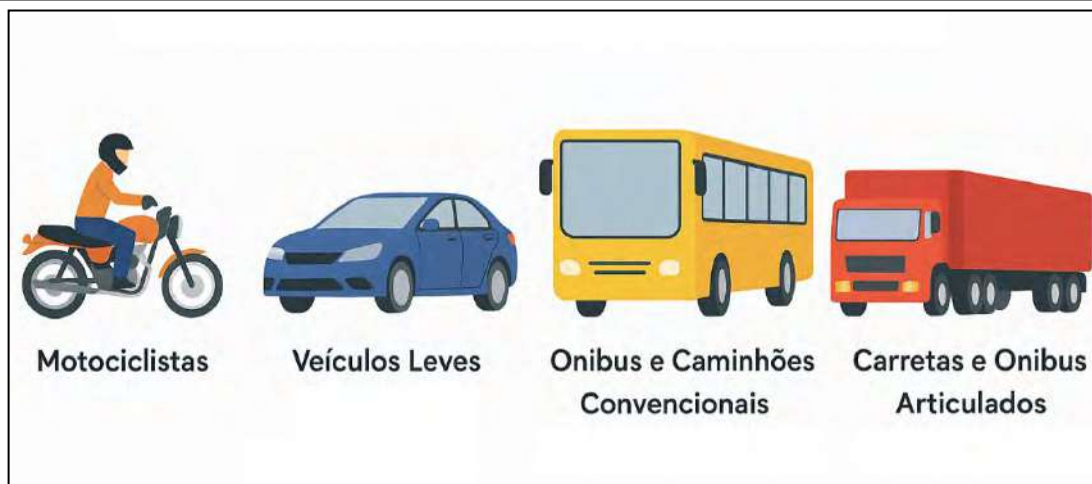 Motociclistas
Veículos Leves
Onibus e Caminhões
Convencionais
Carretas e Onibus
Articulados